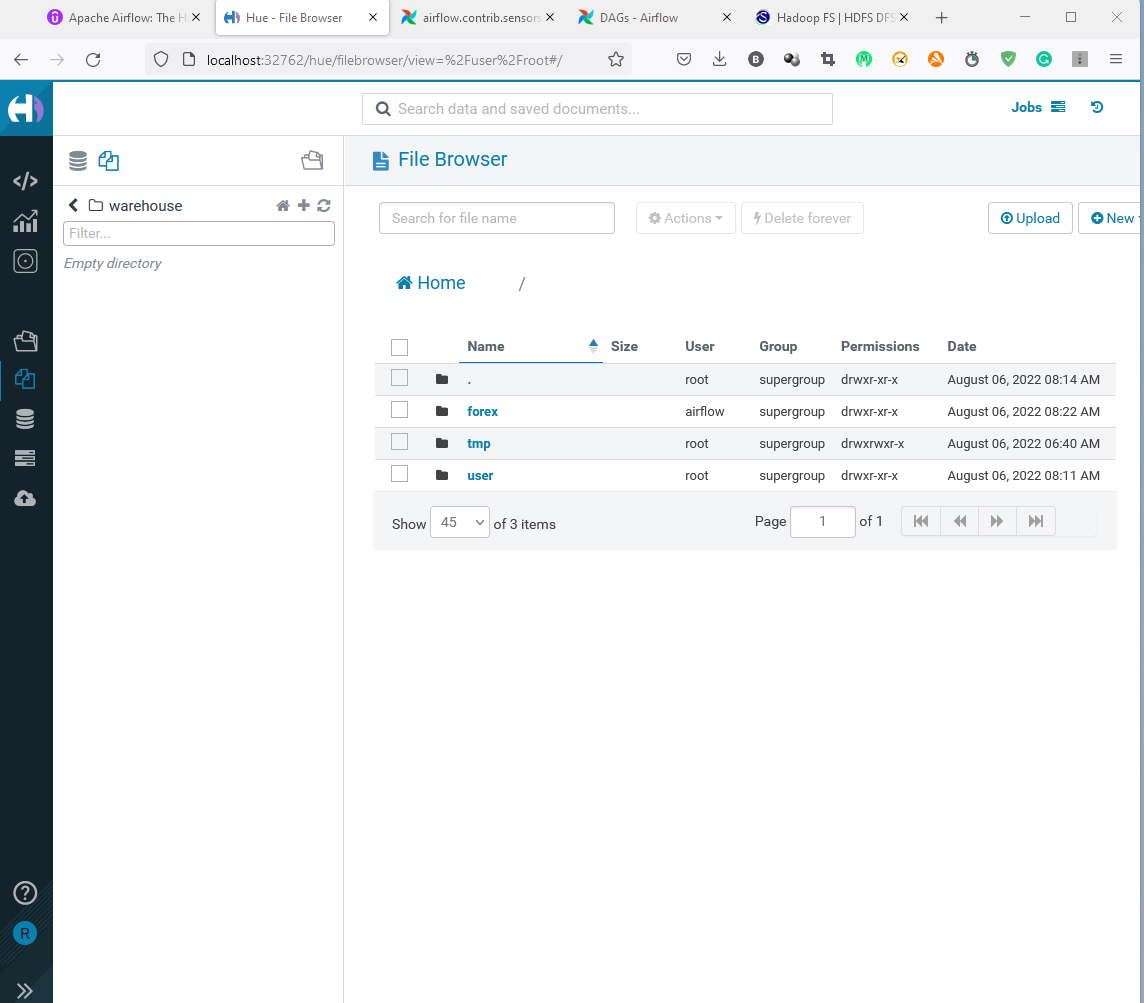 Apache Airflow: The H
Hue - File Browser
airflow.contrib.sensors
DAGs - Airflow
Hadoop FS | HDFS DFS
localhost:32762/hue/filebrowser/view=%2Fuser%2Froot#/
Search data and saved documents...
Jobs
File Browser
warehouse
Filter...
Empty directory
Search for file name
Actions
Delete forever
Upload
New
Home /
Name Size User Group Permissions Date
. root supergroup drwxr-xr-x August 06, 2022 08:14 AM
forex airflow supergroup drwxr-xr-x August 06, 2022 08:22 AM
tmp root supergroup drwxrwxr-x August 06, 2022 06:40 AM
user root supergroup drwxr-xr-x August 06, 2022 08:11 AM
Show 45 of 3 items Page 1 of 1
R